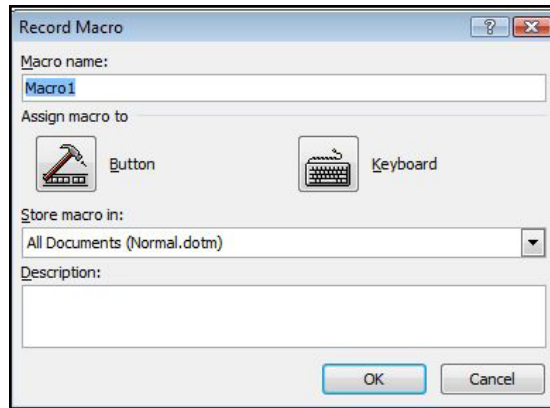 Record Macro
Macro name:
Macro1
Assign macro to
Button
Keyboard
Store macro in:
All Documents (Normal.dotm)
Description:
OK
Cancel